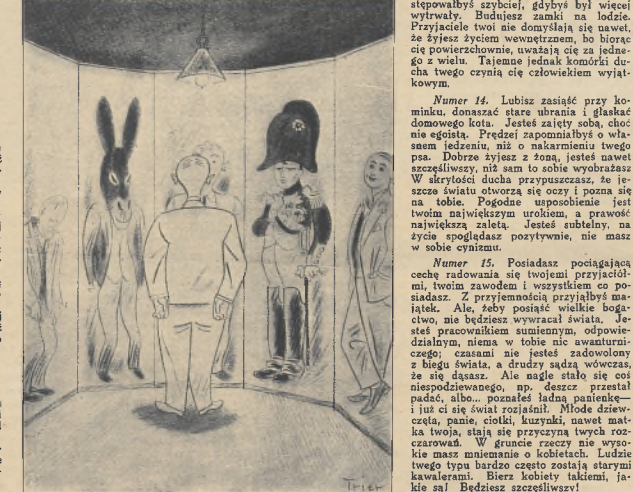 stępowałbyś szybciej, gdybyś był więcej
wytrwały. Budujesz zamki na lodzie.
Przyjaciele twoi nie domyślają się nawet,
że żyjesz życiem wewnętrznem, bo biorąc
cię powierzchownie, uważają cię za jedne-
go z wielu. Tajemne jednak komórki du-
cha twego czynią cię człowiekiem wyjąt-
kowym.
Numer 14. Lubisz zasiąść przy ko-
minku, donaszać stare ubrania i głaskać
domowego kota. Jesteś zajęty sobą, choć
nie egoistą. Prędzej zapomniałbyś o wła-
snem jedzeniu, niż o nakarmieniu twego
psa. Dobrze żyjesz z żoną, jesteś nawet
szczęśliwszy, niż sam to sobie wyobrażasz
W skrytości ducha przypuszczasz, że je-
szcze światu otworzą się oczy i pozna się
na tobie. Pogodne usposobienie jest
twoim największym urokiem, a prawość
największą zaletą. Jesteś subtelny, na
życie spoglądasz pozytywnie, nie masz
w sobie cynizmu.
Numer 15. Posiadasz pociągającą
cechę radowania się twojemi przyjaciół-
mi, twoim zawodem i wszystkiem co po-
siadasz. Z przyjemnością przyjąłbyś ma-
jątek. Ale, żeby posiąść wielkie boga-
ctwo, nie będziesz wywracał świata. Je-
steś pracownikiem sumiennym, odpowie-
dzialnym, niema w tobie nic awanturni-
czego; czasami nie jesteś zadowolony
z biegu świata, a drudzy sądzą wówczas,
że się dąsasz. Ale nagle stało się coś
niespodziewanego, np. deszcz przestał
padać, albo... poznałeś ładną panienkę—
i już ci się świat rozjaśnił. Młode dziew-
częta, panie, ciotki, kuzynki, nawet mat-
ka twoja, stają się przyczyną twych roz-
czarowań. W gruncie rzeczy nie wyso-
kie masz mniemanie o kobietach. Ludzie
twego typu bardzo często zostają starymi
kawalerami. Bierz kobiety takiemi, ja-
kie są! Będziesz szczęśliwszy!
Trier